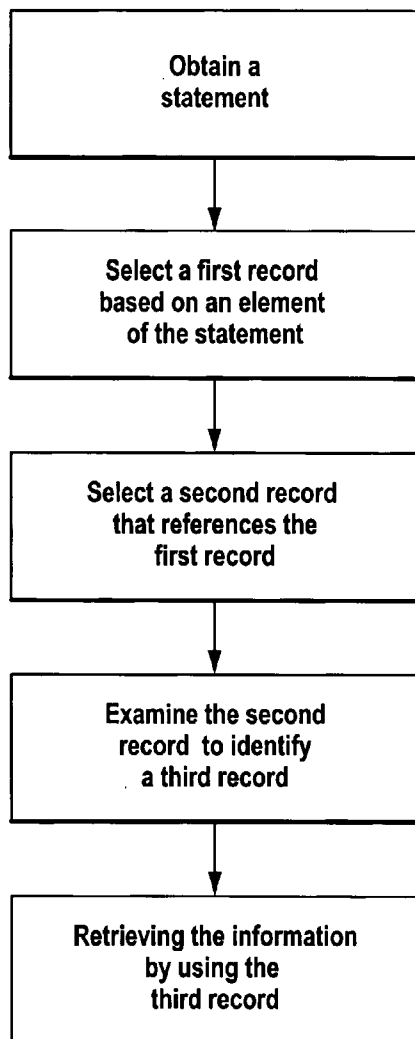 Obtain a
statement
Select a first record
based on an element
of the statement
Select a second record
that references the
first record
Examine the second
record to identify
a third record
Retrieving the information
by using the
third record